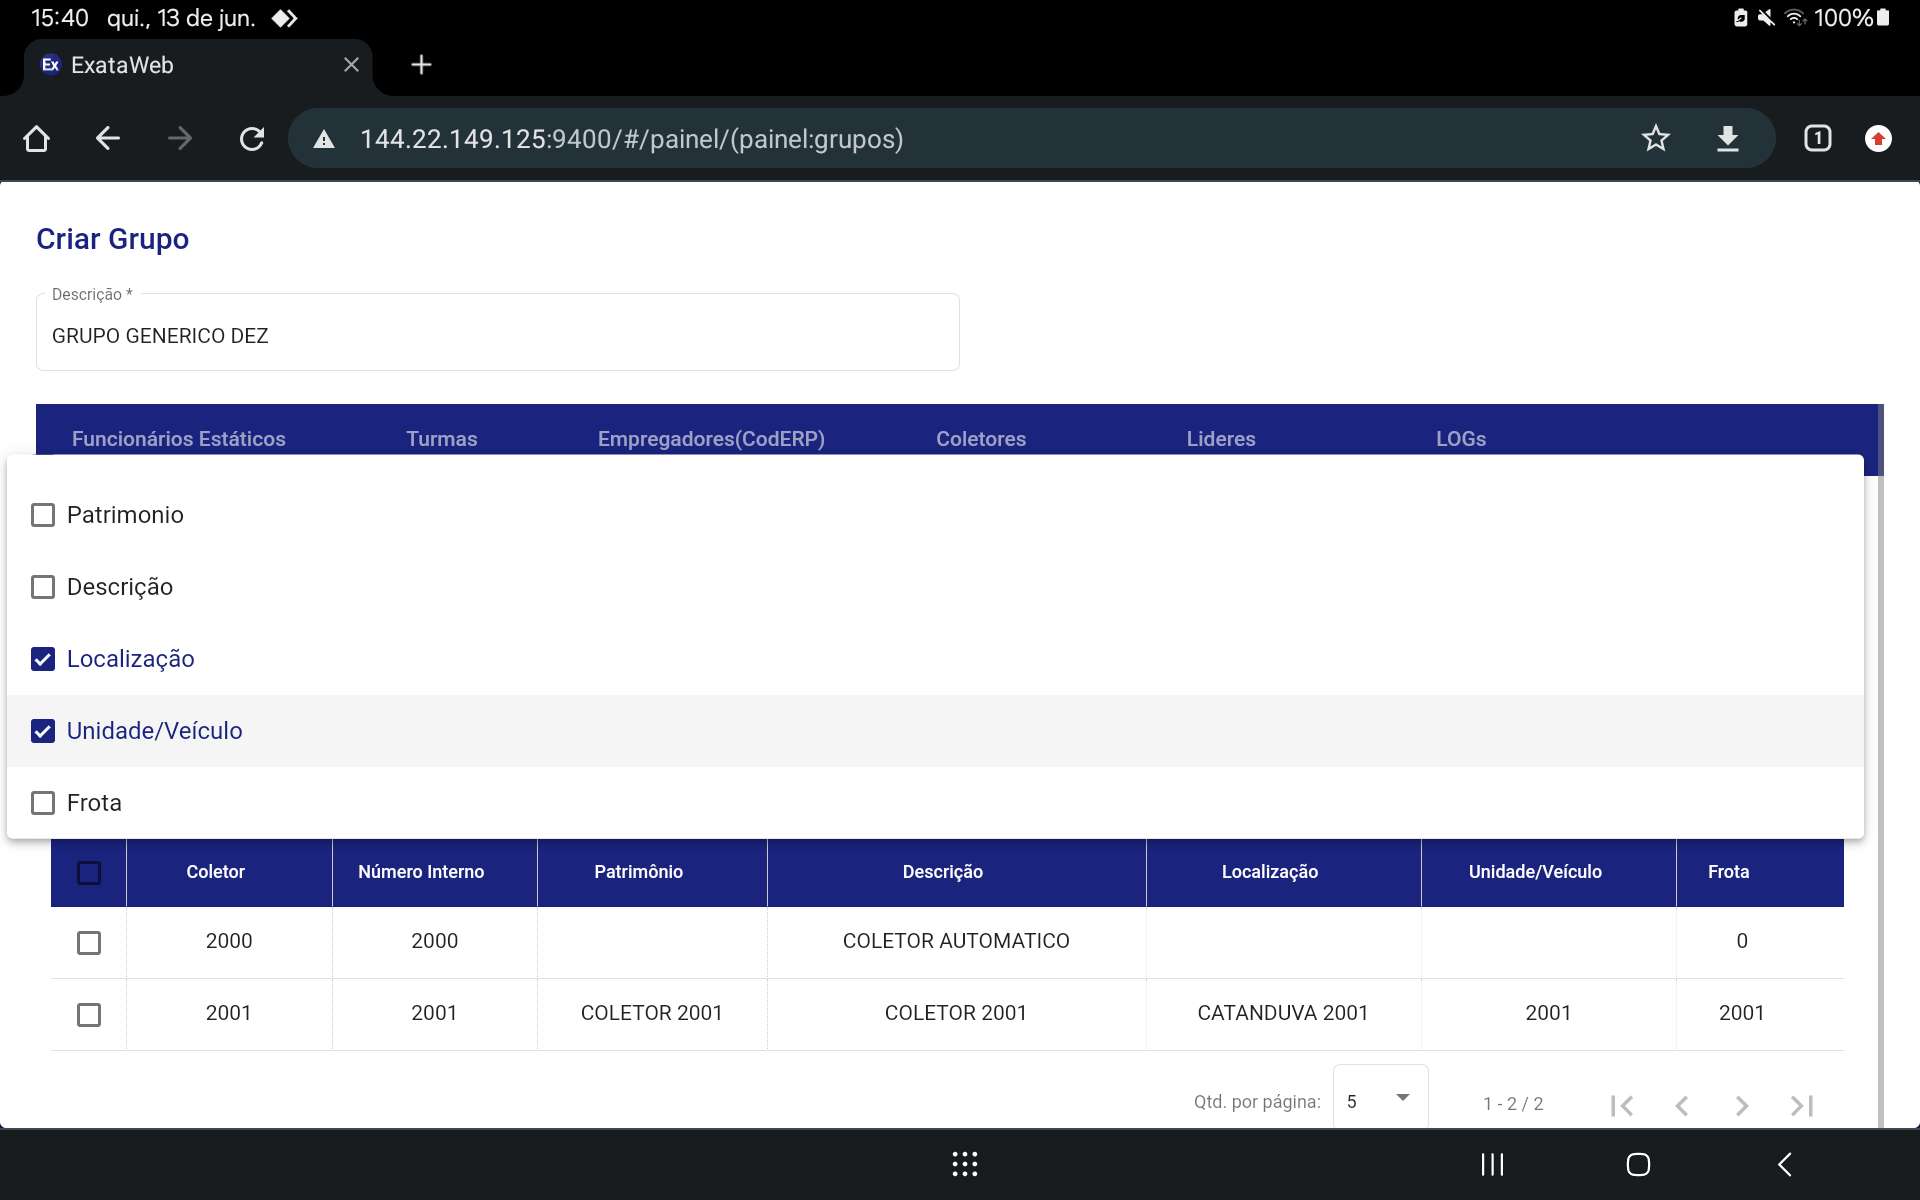 15:40 qui., 13 de jun. 100%
Ex ExataWeb
144.22.149.125:9400/#/painel/(painel:grupos) 1
Criar Grupo
Descrição *
GRUPO GENERICO DEZ
Funcionários Estáticos Turmas Empregadores(CodERP) Coletores Lideres LOGs
Patrimonio
Descrição
Localização
Unidade/Veículo
Frota
Coletor Número Interno Patrimônio Descrição Localização Unidade/Veículo Frota
2000 2000 COLETOR AUTOMATICO 0
2001 2001 COLETOR 2001 COLETOR 2001 CATANDUVA 2001 2001 2001
Qtd. por página: 5 1 - 2 / 2